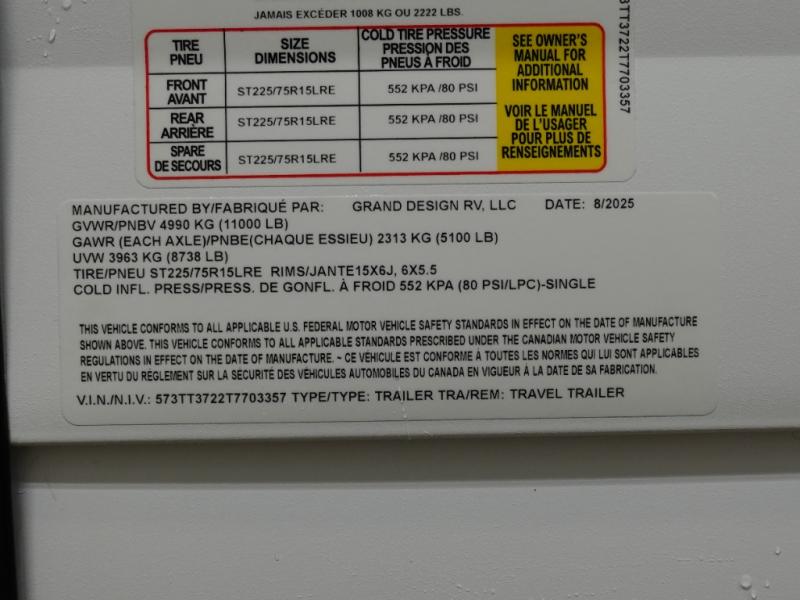 JAMAIS EXCÉDER 1008 KG OU 2222 LBS.
TIRE PNEU SIZE DIMENSIONS COLD TIRE PRESSURE PRESSION DES PNEUS À FROID
FRONT AVANT ST225/75R15LRE 552 KPA /80 PSI
REAR ARRIÈRE ST225/75R15LRE 552 KPA /80 PSI
SPARE DE SECOURS ST225/75R15LRE 552 KPA /80 PSI
SEE OWNER'S
MANUAL FOR
ADDITIONAL
INFORMATION
VOIR LE MANUEL
DE L'USAGER
POUR PLUS DE
RENSEIGNEMENTS
3TT3722T7703357
MANUFACTURED BY/FABRIQUÉ PAR: GRAND DESIGN RV, LLC DATE: 8/2025
GVWR/PNBV 4990 KG (11000 LB)
GAWR (EACH AXLE)/PNBE(CHAQUE ESSIEU) 2313 KG (5100 LB)
UVW 3963 KG (8738 LB)
TIRE/PNEU ST225/75R15LRE RIMS/JANTE15X6J, 6X5.5
COLD INFL. PRESS/PRESS. DE GONFL. À FROID 552 KPA (80 PSI/LPC)-SINGLE
THIS VEHICLE CONFORMS TO ALL APPLICABLE U.S. FEDERAL MOTOR VEHICLE SAFETY STANDARDS IN EFFECT ON THE DATE OF MANUFACTURE
SHOWN ABOVE. THIS VEHICLE CONFORMS TO ALL APPLICABLE STANDARDS PRESCRIBED UNDER THE CANADIAN MOTOR VEHICLE SAFETY
REGULATIONS IN EFFECT ON THE DATE OF MANUFACTURE. ~ CE VÉHICULE EST CONFORME À TOUTES LES NORMES QUI LUI SONT APPLICABLES
EN VERTU DU RÈGLEMENT SUR LA SECURITÉ DES VÉHICULES AUTOMOBILES DU CANADA EN VIGUEUR À LA DATE DE SA FABRICATION.
V.I.N./N.I.V.: 573TT3722T7703357 TYPE/TYPE: TRAILER TRA/REM: TRAVEL TRAILER